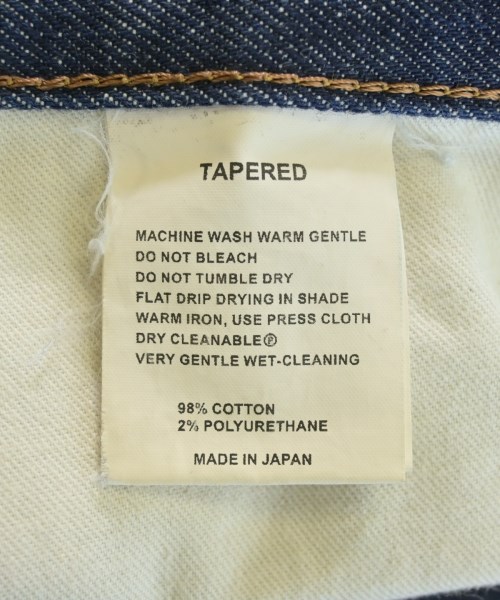 TAPERED
MACHINE WASH WARM GENTLE
DO NOT BLEACH
DO NOT TUMBLE DRY
FLAT DRIP DRYING IN SHADE
WARM IRON, USE PRESS CLOTH
DRY CLEANABLEⓅ
VERY GENTLE WET-CLEANING
98% COTTON
2% POLYURETHANE
MADE IN JAPAN